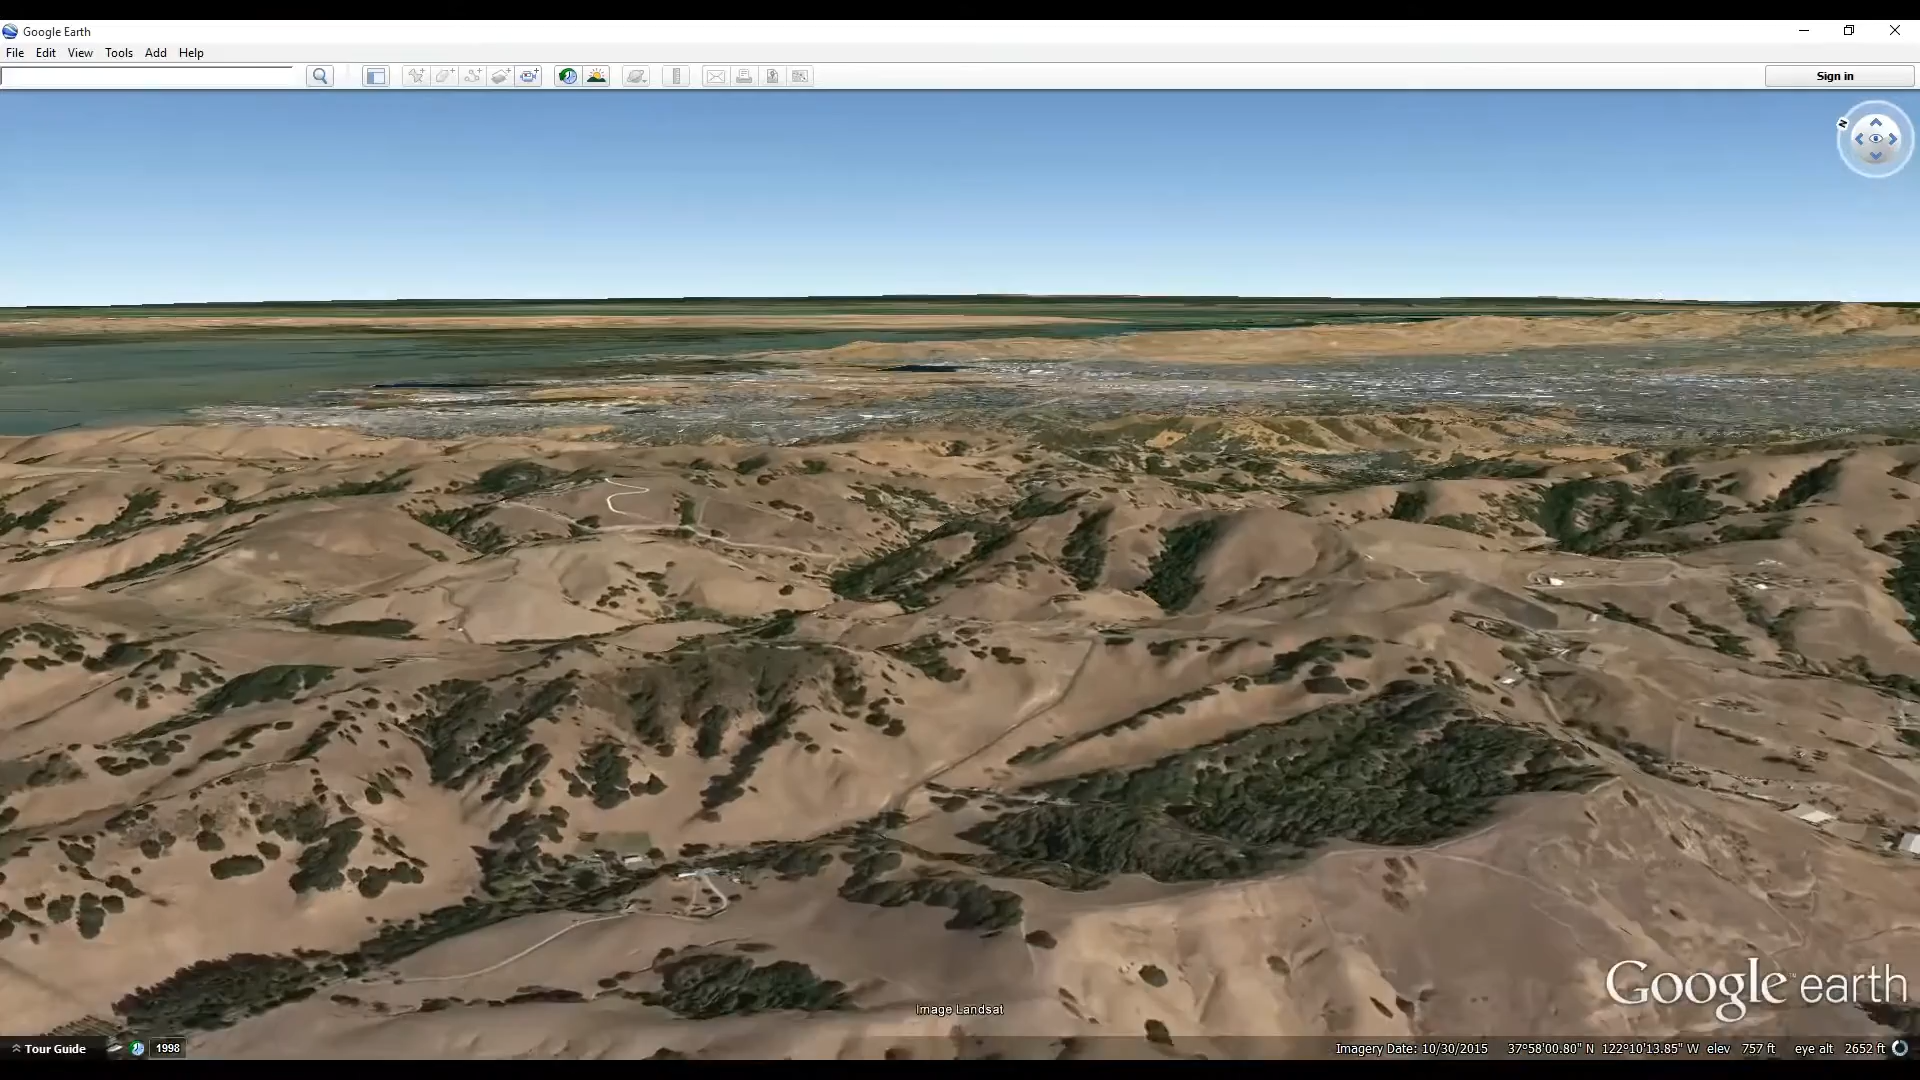 Google Earth
File Edit View Tools Add Help
Sign in
N
Google earth
Image Landsat
Tour Guide 1998 Imagery Date: 10/30/2015 37°58'00.80" N 122°10'13.85" W elev 757 ft eye alt 2652 ft